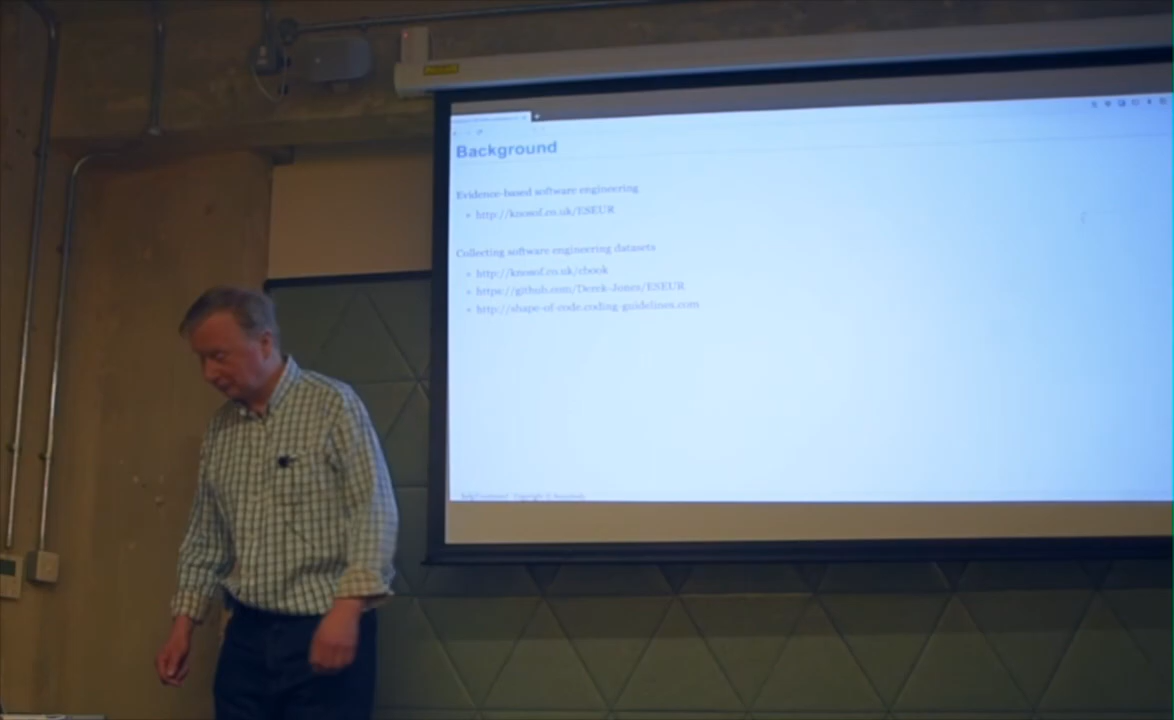 Background
Evidence-based software engineering
http://knosof.co.uk/ESEUR
Collecting software engineering datasets
http://knosof.co.uk/cbook
https://github.com/Derek-Jones/ESEUR
http://shape-of-code.coding-guidelines.com